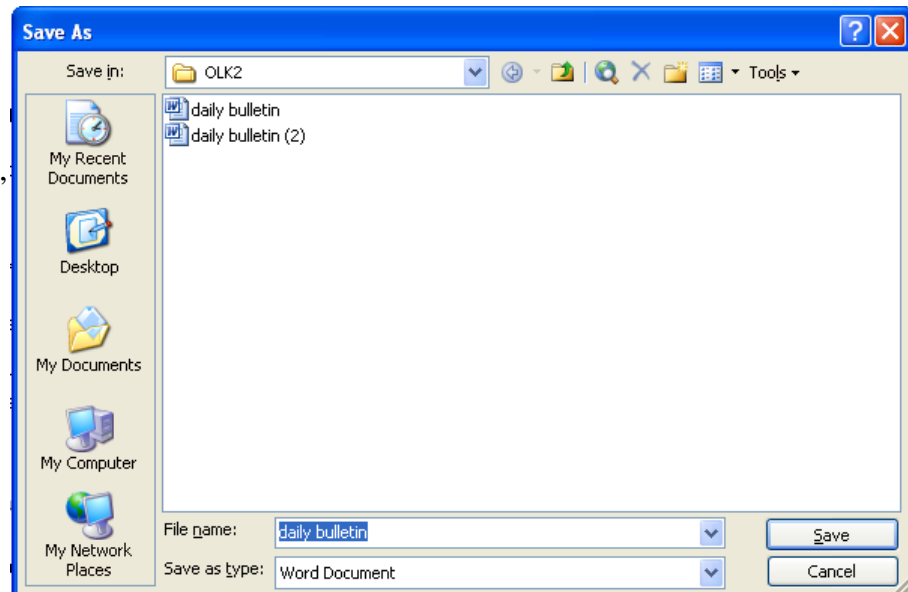 Save As
Save in:
OLK2
Tools
daily bulletin
daily bulletin (2)
My Recent
Documents
Desktop
My Documents
My Computer
My Network
Places
File name:
daily bulletin
Save
Save as type:
Word Document
Cancel